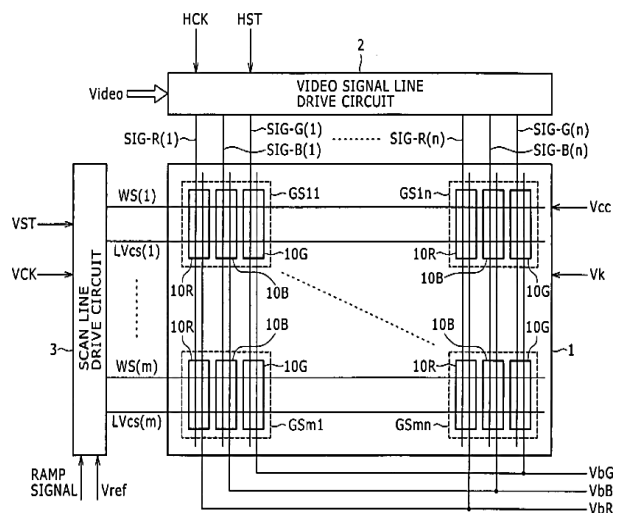 HCK HST
2
Video
VIDEO SIGNAL LINE
DRIVE CIRCUIT
SIG-R(1) SIG-G(1) SIG-R(n) SIG-G(n)
SIG-B(1) SIG-B(n)
WS(1) GS11 GS1n Vcc
VST
LVcs(1) 10G 10R
VCK Vk
10R 10B 10B 10G
SCAN LINE
DRIVE CIRCUIT
3
10R 10B 10B 10G
1
WS(m) 10G 10R
LVcs(m) GSm1 GSmn
RAMP
SIGNAL Vref
VbG
VbB
VbR